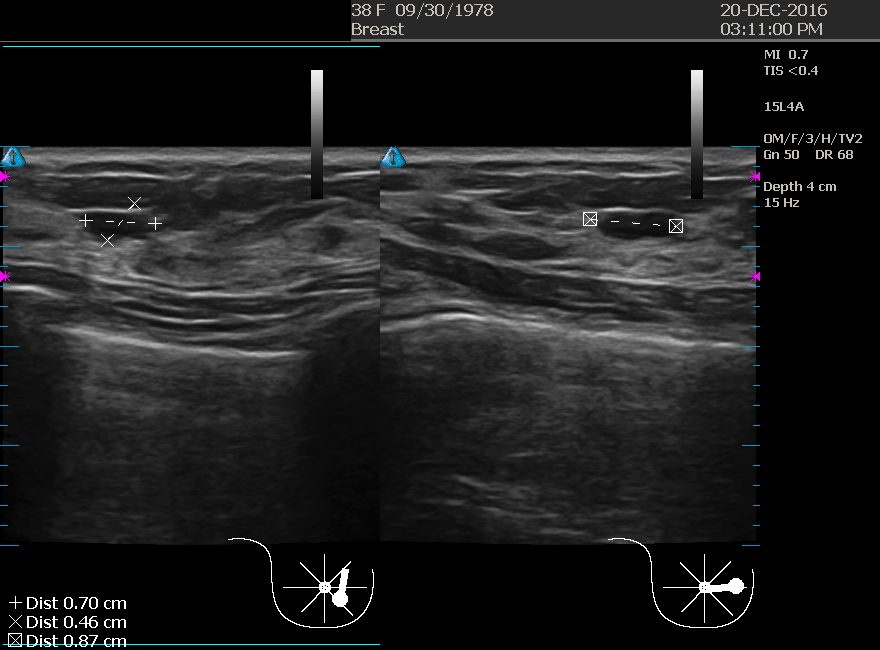 38 F 09/30/1978 20-DEC-2016
Breast 03:11:00 PM
MI 0.7
TIS <0.4
15L4A
OM/F/3/H/TV2
Gn 50 DR 68
Depth 4 cm
15 Hz
Dist 0.70 cm
Dist 0.46 cm
Dist 0.87 cm